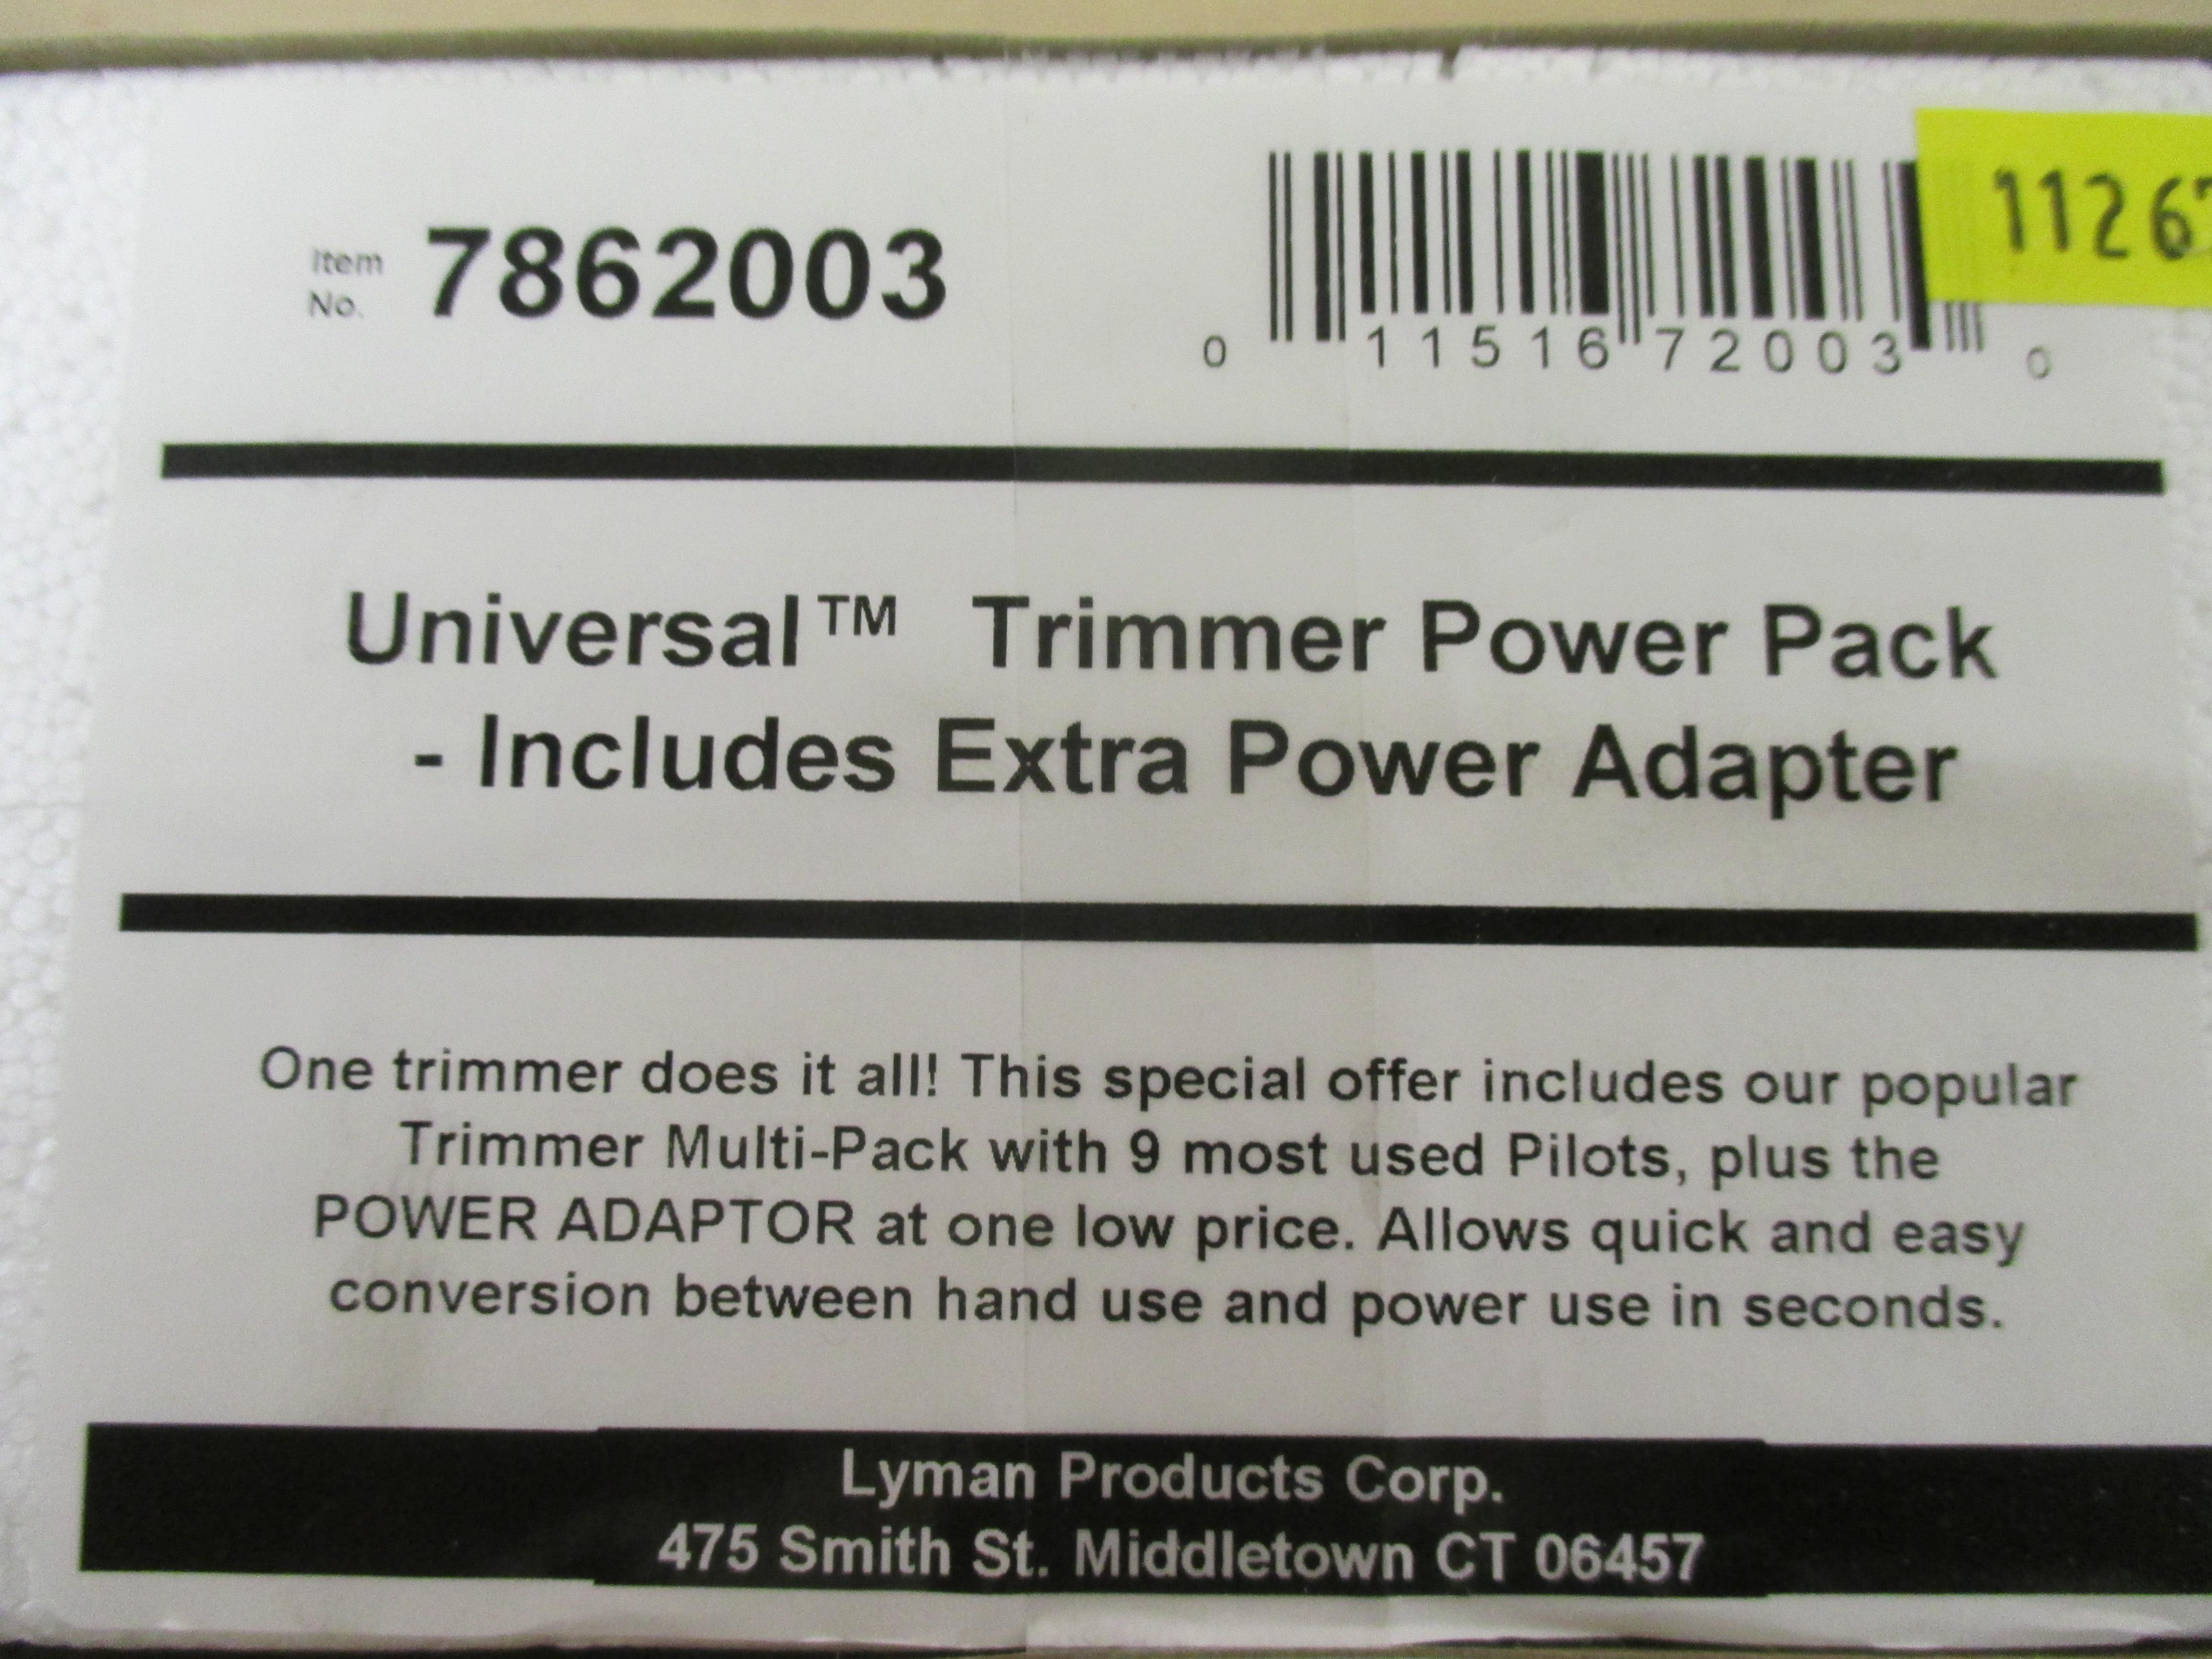 Item
No.
7862003
0 11516 72003 0
1126
Universal™ Trimmer Power Pack
- Includes Extra Power Adapter
One trimmer does it all! This special offer includes our popular
Trimmer Multi-Pack with 9 most used Pilots, plus the
POWER ADAPTOR at one low price. Allows quick and easy
conversion between hand use and power use in seconds.
Lyman Products Corp.
475 Smith St. Middletown CT 06457